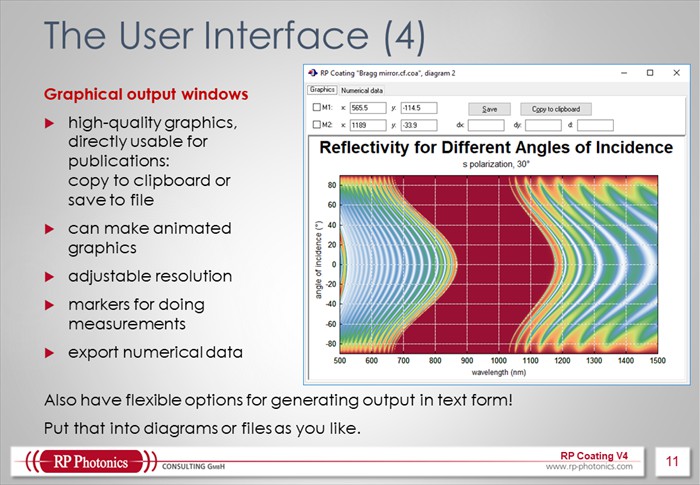 The User Interface (4)
Graphical output windows
high-quality graphics,
directly usable for
publications:
copy to clipboard or
save to file
can make animated
graphics
adjustable resolution
markers for doing
measurements
export numerical data
RP Coating "Bragg mirror.cf.coa", diagram 2
Graphics Numerical data
M1: x: 565.5 y: -114.5 Save Copy to clipboard
M2: x: 1189 y: -33.9 dx: dy: d:
Reflectivity for Different Angles of Incidence
s polarization, 30°
angle of incidence (°)
80
60
40
20
0
-20
-40
-60
-80
500 600 700 800 900 1000 1100 1200 1300 1400 1500
wavelength (nm)
Also have flexible options for generating output in text form!
Put that into diagrams or files as you like.
RP Photonics CONSULTING GmbH
RP Coating V4
www.rp-photonics.com
11